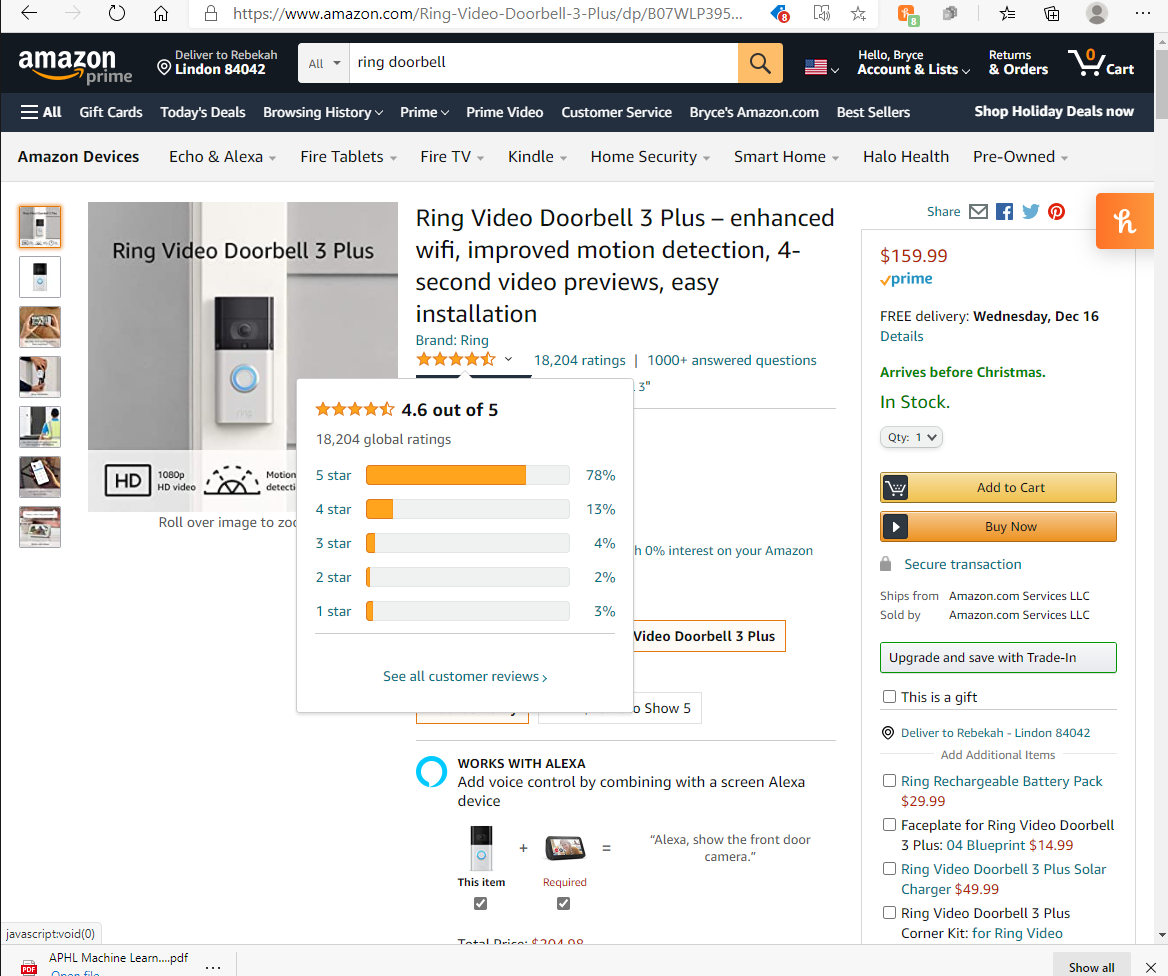 https://www.amazon.com/Ring-Video-Doorbell-3-Plus/dp/B07WLP395...
8
8
amazon
prime
Deliver to Rebekah
Lindon 84042
All
ring doorbell
Hello, Bryce
Account & Lists
Returns
& Orders
0
Cart
All
Gift Cards
Today's Deals
Browsing History
Prime
Prime Video
Customer Service
Bryce's Amazon.com
Best Sellers
Shop Holiday Deals now
Amazon Devices
Echo & Alexa
Fire Tablets
Fire TV
Kindle
Home Security
Smart Home
Halo Health
Pre-Owned
Ring Video Doorbell 3 Plus
ring
HD
1080p
HD video
Motion
detecti
Roll over image to zoo
Ring Video Doorbell 3 Plus – enhanced
wifi, improved motion detection, 4-
second video previews, easy
installation
Brand: Ring
18,204 ratings | 1000+ answered questions
3"
4.6 out of 5
18,204 global ratings
5 star 78%
4 star 13%
3 star 4%
2 star 2%
1 star 3%
See all customer reviews ›
h 0% interest on your Amazon
Video Doorbell 3 Plus
o Show 5
WORKS WITH ALEXA
Add voice control by combining with a screen Alexa
device
+
=
“Alexa, show the front door
camera.”
This item
Required
Total Price: $204.98
Share
h
$159.99
prime
FREE delivery: Wednesday, Dec 16
Details
Arrives before Christmas.
In Stock.
Qty: 1
Add to Cart
Buy Now
Secure transaction
Ships from Amazon.com Services LLC
Sold by Amazon.com Services LLC
Upgrade and save with Trade-In
This is a gift
Deliver to Rebekah - Lindon 84042
Add Additional Items
Ring Rechargeable Battery Pack
$29.99
Faceplate for Ring Video Doorbell
3 Plus: 04 Blueprint $14.99
Ring Video Doorbell 3 Plus Solar
Charger $49.99
Ring Video Doorbell 3 Plus
Corner Kit: for Ring Video
javascript:void(0)
PDF
APHL Machine Learn....pdf
Open file
...
Show all